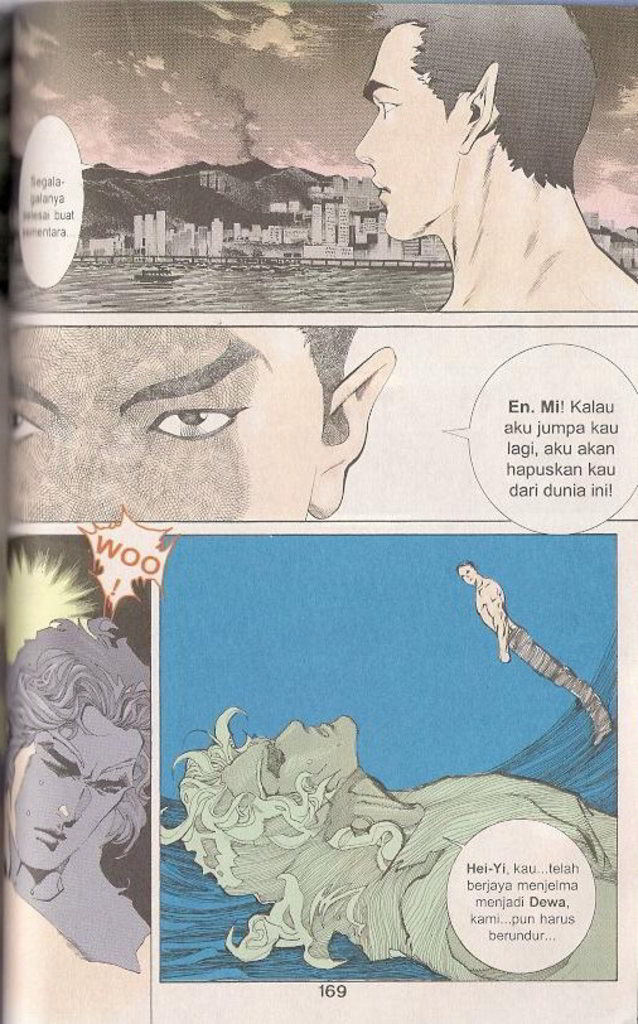 Segala-
galanya
selesai buat
sementara.
En. Mi! Kalau
aku jumpa kau
lagi, aku akan
hapuskan kau
dari dunia ini!
WOO
!
Hei-Yi, kau...telah
berjaya menjelma
menjadi Dewa,
kami...pun harus
berundur...
169